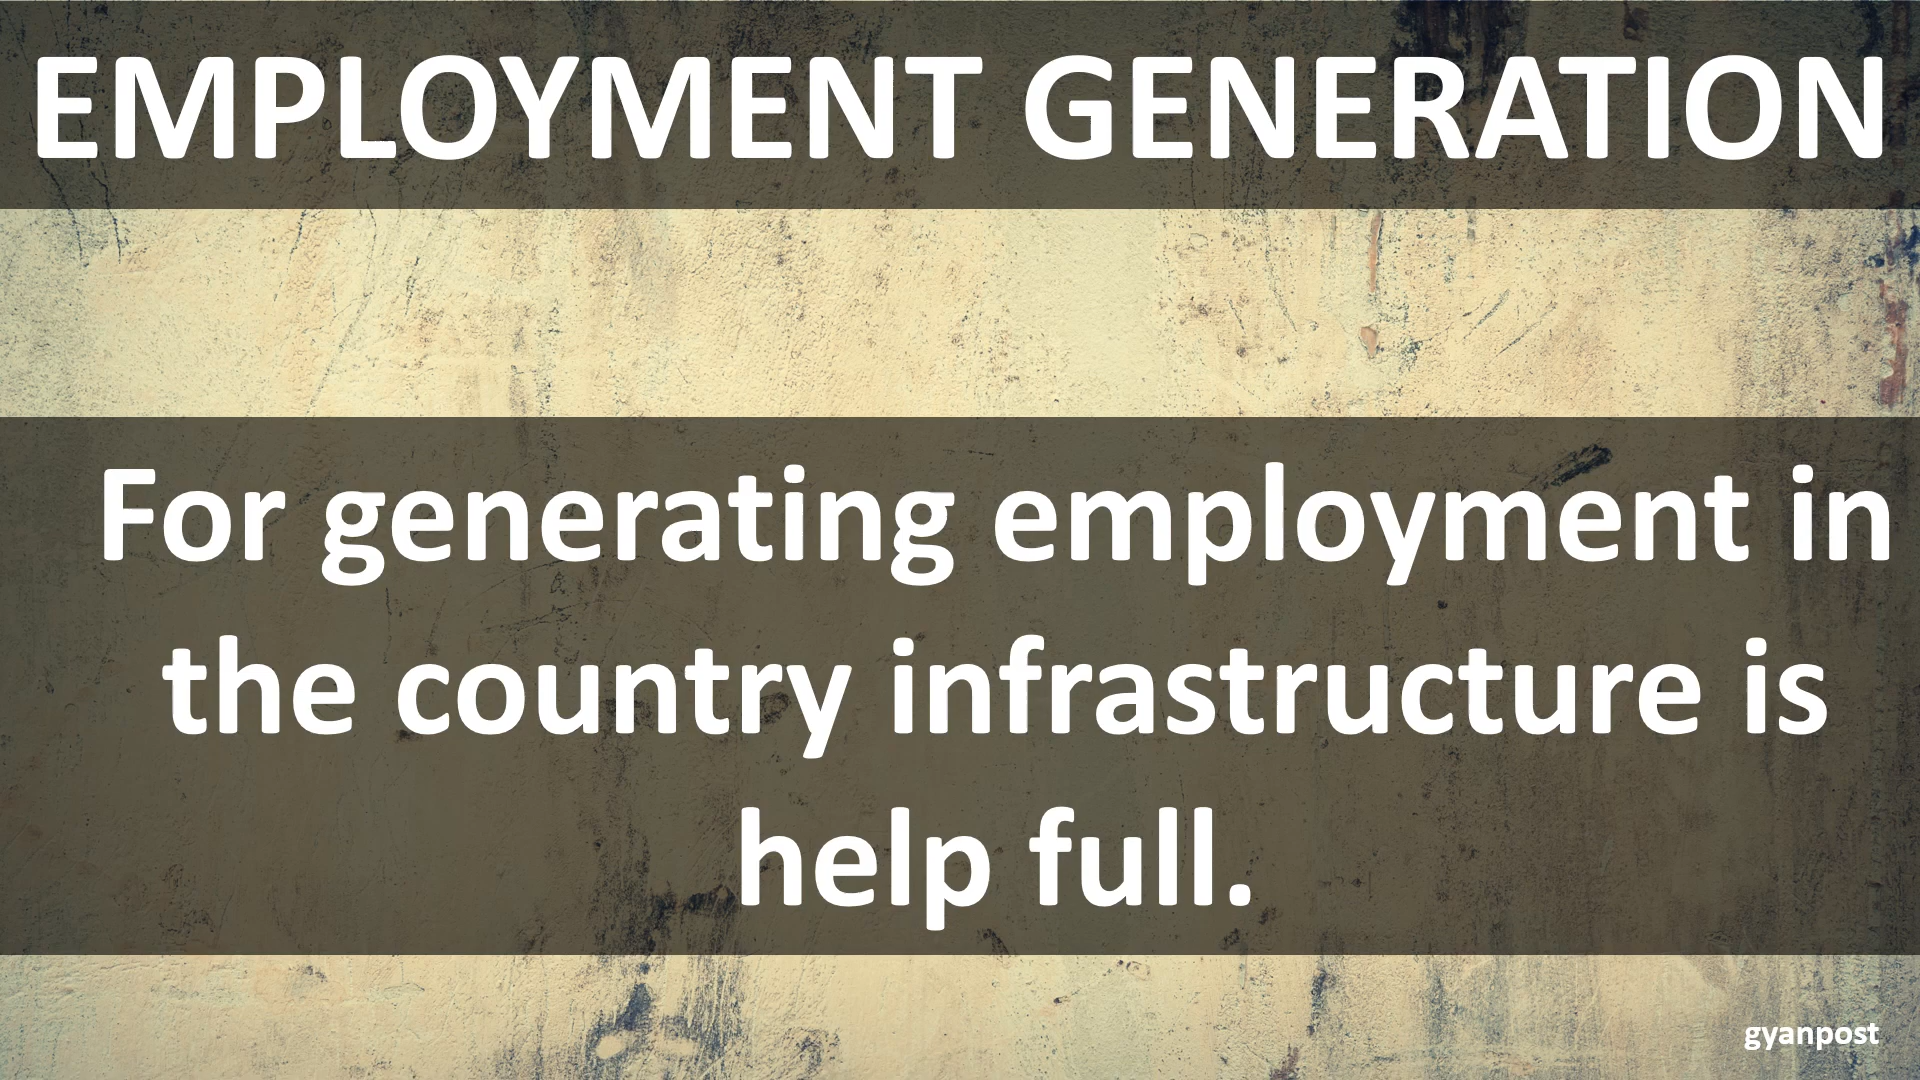 EMPLOYMENT GENERATION
For generating employment in
the country infrastructure is
help full.
gyanpost